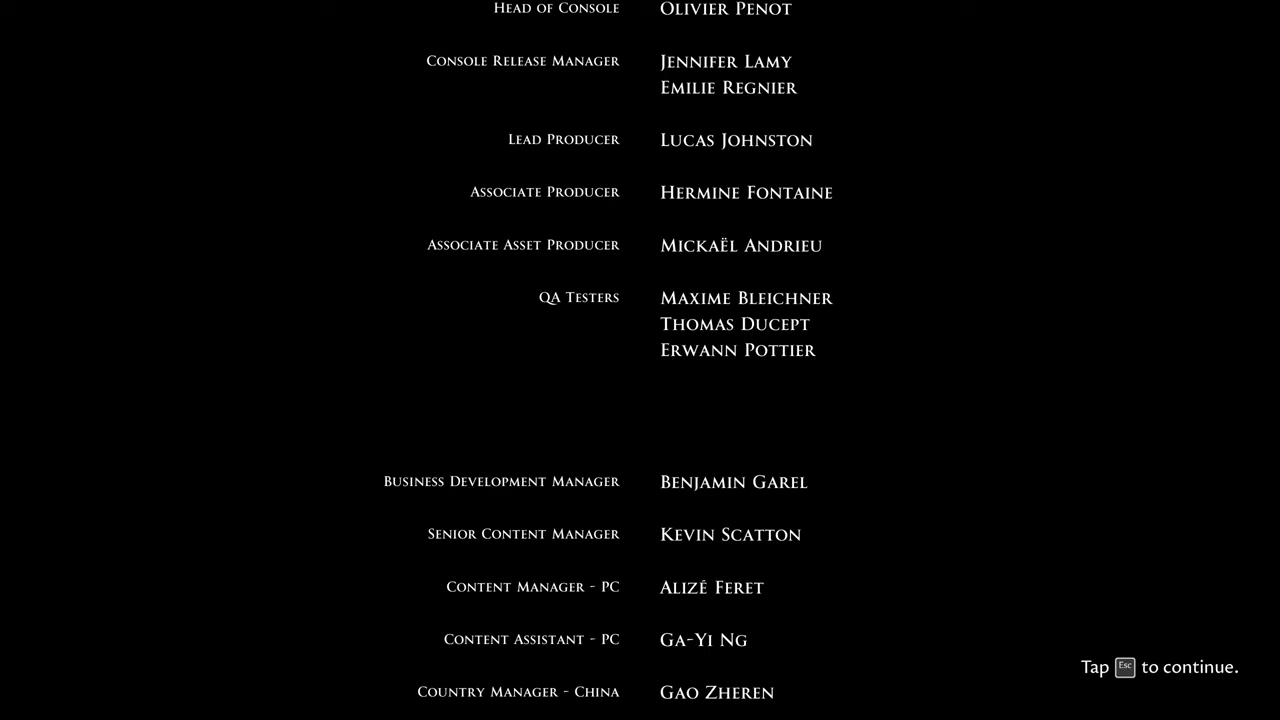 Head of Console Olivier Penot
Console Release Manager Jennifer Lamy
Emilie Regnier
Lead Producer Lucas Johnston
Associate Producer Hermine Fontaine
Associate Asset Producer Mickaël Andrieu
QA Testers Maxime Bleichner
Thomas Ducept
Erwann Pottier
Business Development Manager Benjamin Garel
Senior Content Manager Kevin Scatton
Content Manager - PC Alizé Feret
Content Assistant - PC Ga-Yi Ng
Tap Esc to continue.
Country Manager - China Gao Zheren